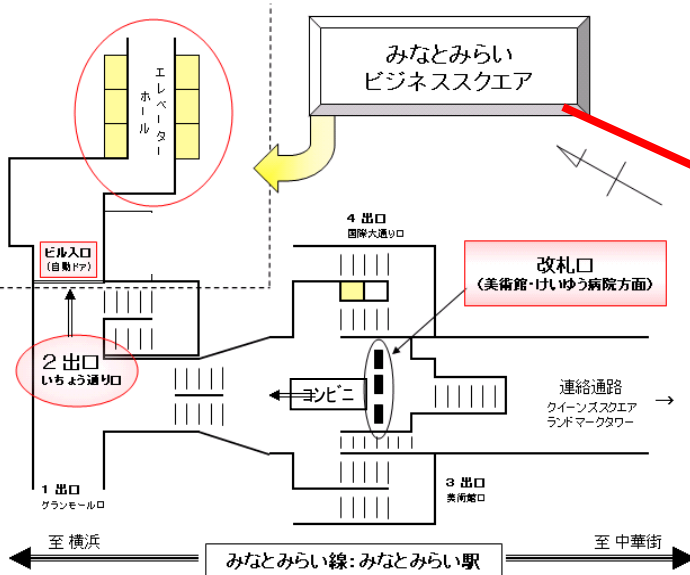 みなとみらい
ビジネススクエア
エレベーター
ホール
4 出口
国際大通り口
ビル入口
(自動ドア)
改札口
(美術館・けいゆう病院方面)
2 出口
いちょう通り口
コンビニ
連絡通路
クイーンズスクエア
ランドマークタワー
→
1 出口
グランモール口
3 出口
美術館口
至 横浜
至 中華街
みなとみらい線:みなとみらい駅